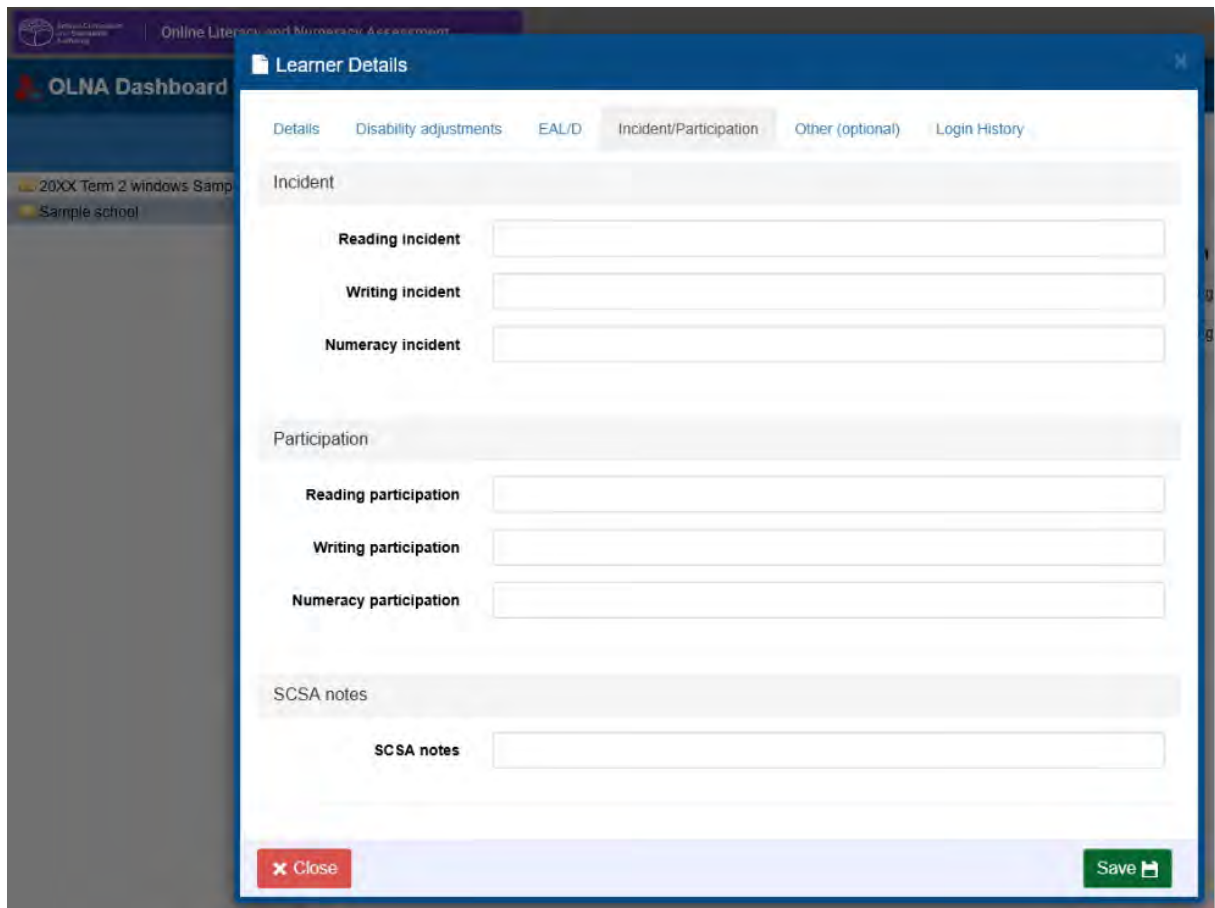 Online Literacy and Numeracy Assessment
OLNA Dashboard
20XX Term 2 windows Samp
Sample school
Learner Details
Details Disability adjustments EAL/D Incident/Participation Other (optional) Login History
Incident
Reading incident
Writing incident
Numeracy incident
Participation
Reading participation
Writing participation
Numeracy participation
SCSA notes
SCSA notes
Close
Save